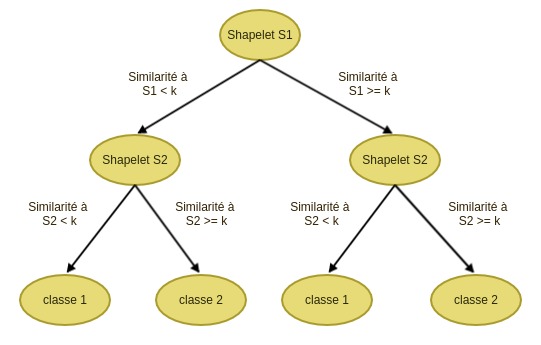 Shapelet S1
Similarité à
S1 < k
Similarité à
S1 >= k
Shapelet S2
Shapelet S2
Similarité à
S2 < k
Similarité à
S2 >= k
Similarité à
S2 < k
Similarité à
S2 >= k
classe 1
classe 2
classe 1
classe 2